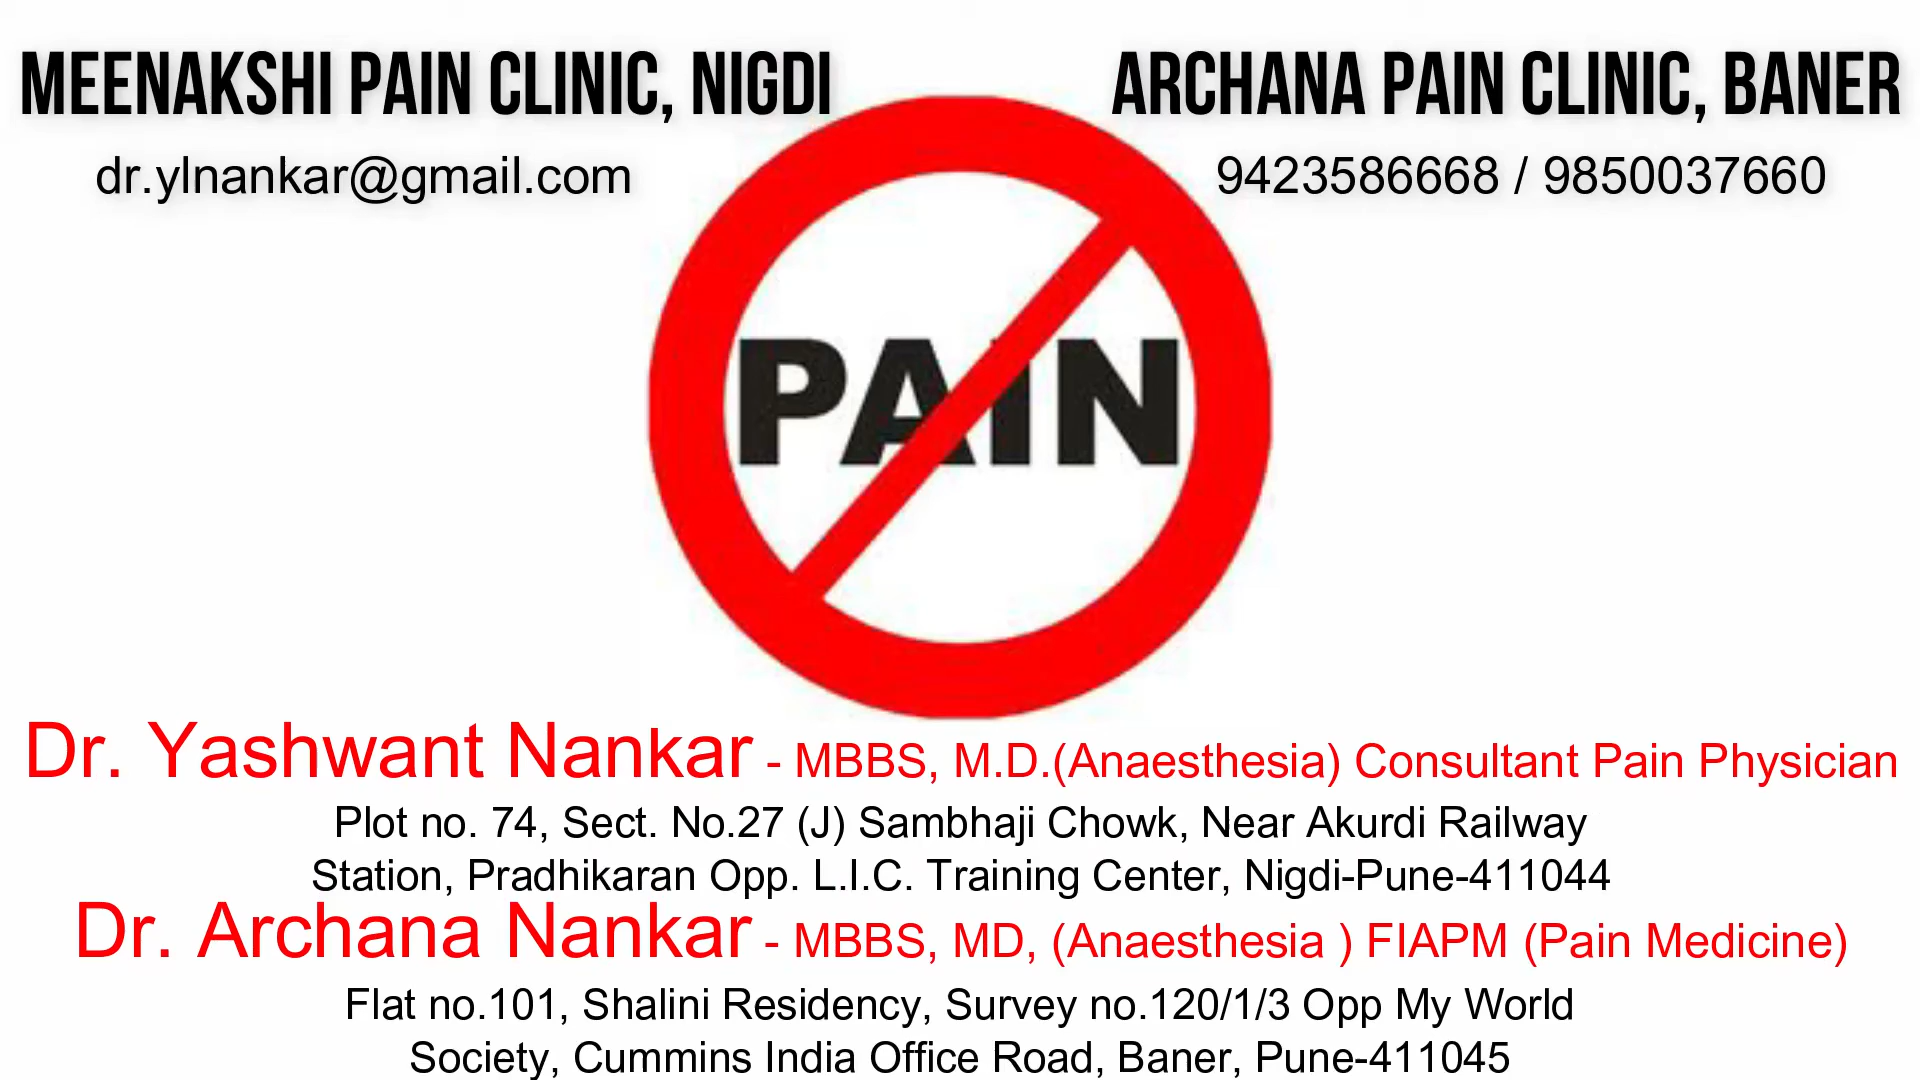 MEENAKSHI PAIN CLINIC, NIGDI
ARCHANA PAIN CLINIC, BANER
dr.ylnankar@gmail.com
9423586668 / 9850037660
PAIN
Dr. Yashwant Nankar - MBBS, M.D.(Anaesthesia) Consultant Pain Physician
Plot no. 74, Sect. No.27 (J) Sambhaji Chowk, Near Akurdi Railway
Station, Pradhikaran Opp. L.I.C. Training Center, Nigdi-Pune-411044
Dr. Archana Nankar - MBBS, MD, (Anaesthesia ) FIAPM (Pain Medicine)
Flat no.101, Shalini Residency, Survey no.120/1/3 Opp My World
Society, Cummins India Office Road, Baner, Pune-411045